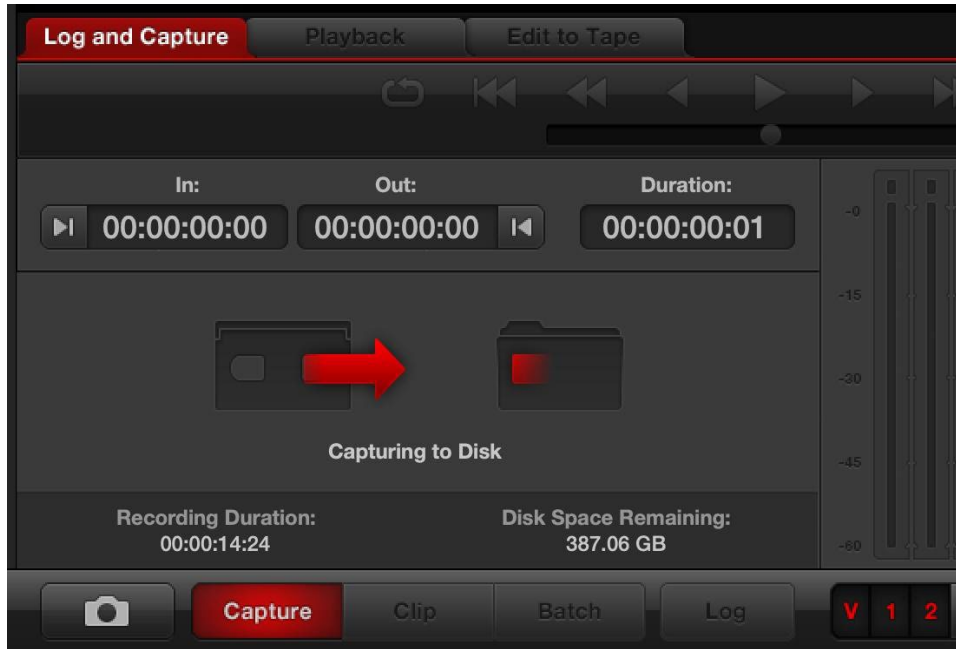 Log and Capture Playback Edit to Tape
In: Out: Duration:
00:00:00:00 00:00:00:00 00:00:00:01
-0
-15
-30
Capturing to Disk
-45
Recording Duration: Disk Space Remaining:
00:00:14:24 387.06 GB
-60
Capture Clip Batch Log V 1 2